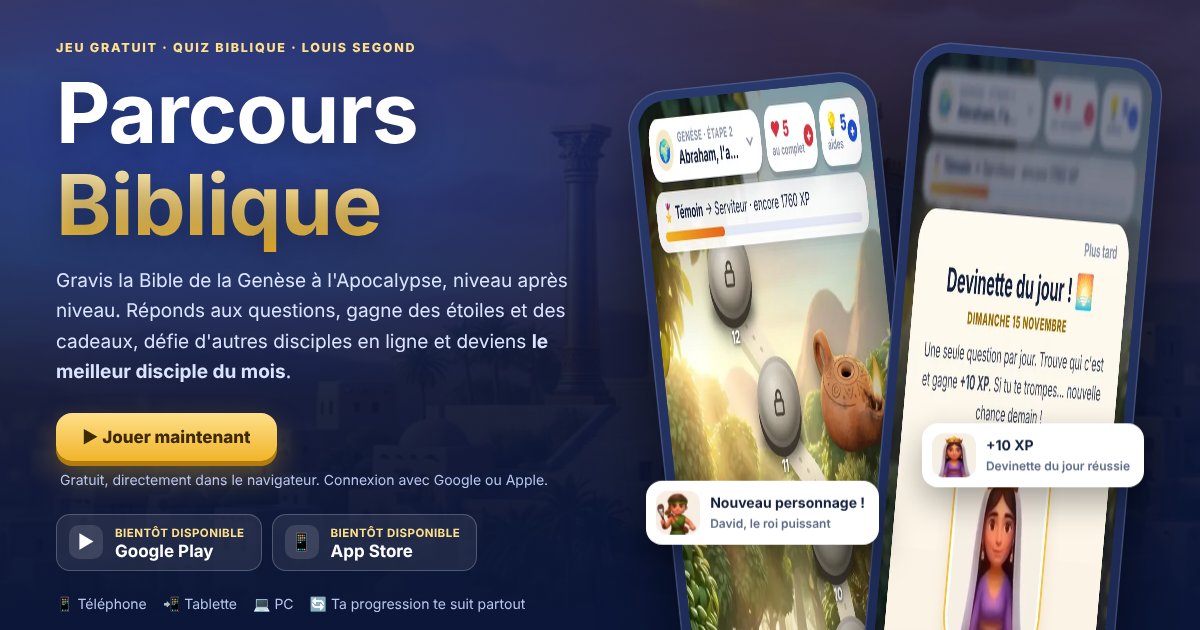 JEU GRATUIT · QUIZ BIBLIQUE · LOUIS SEGOND
Parcours
Biblique
Gravis la Bible de la Genèse à l'Apocalypse, niveau après
niveau. Réponds aux questions, gagne des étoiles et des
cadeaux, défie d'autres disciples en ligne et deviens le
meilleur disciple du mois.
▶ Jouer maintenant
Gratuit, directement dans le navigateur. Connexion avec Google ou Apple.
BIENTÔT DISPONIBLE
Google Play
BIENTÔT DISPONIBLE
App Store
Téléphone
Tablette
PC
Ta progression te suit partout
GENÈSE · ÉTAPE 2
Abraham, l'a...
5
au complet
5
aides
Témoin → Serviteur · encore 1760 XP
12
11
Nouveau personnage !
David, le roi puissant
10
Plus tard
Devinette du jour !
DIMANCHE 15 NOVEMBRE
Une seule question par jour. Trouve qui c'est
et gagne +10 XP. Si tu te trompes... nouvelle
chance demain !
+10 XP
Devinette du jour réussie